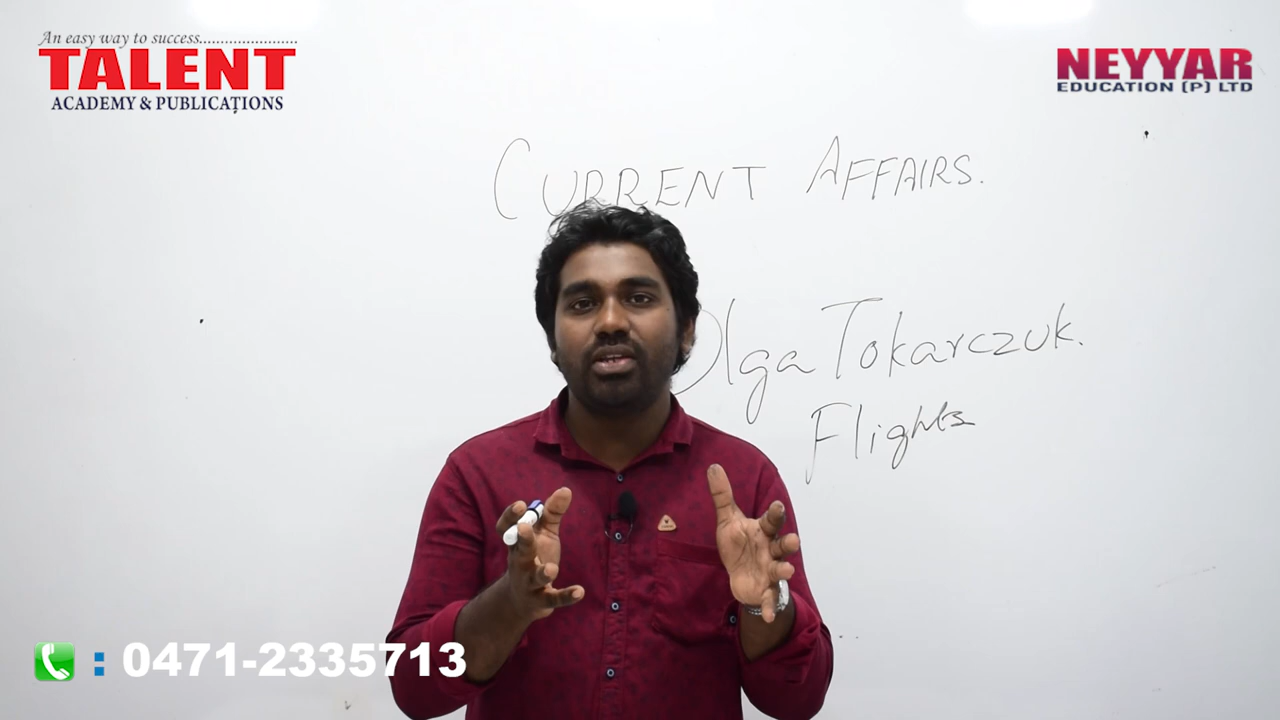 An easy way to success........................
TALENT
ACADEMY & PUBLICATIONS
NEYYAR
EDUCATION (P) LTD
CURRENT AFFAIRS.
Olga Tokarczuk.
Flights
: 0471-2335713